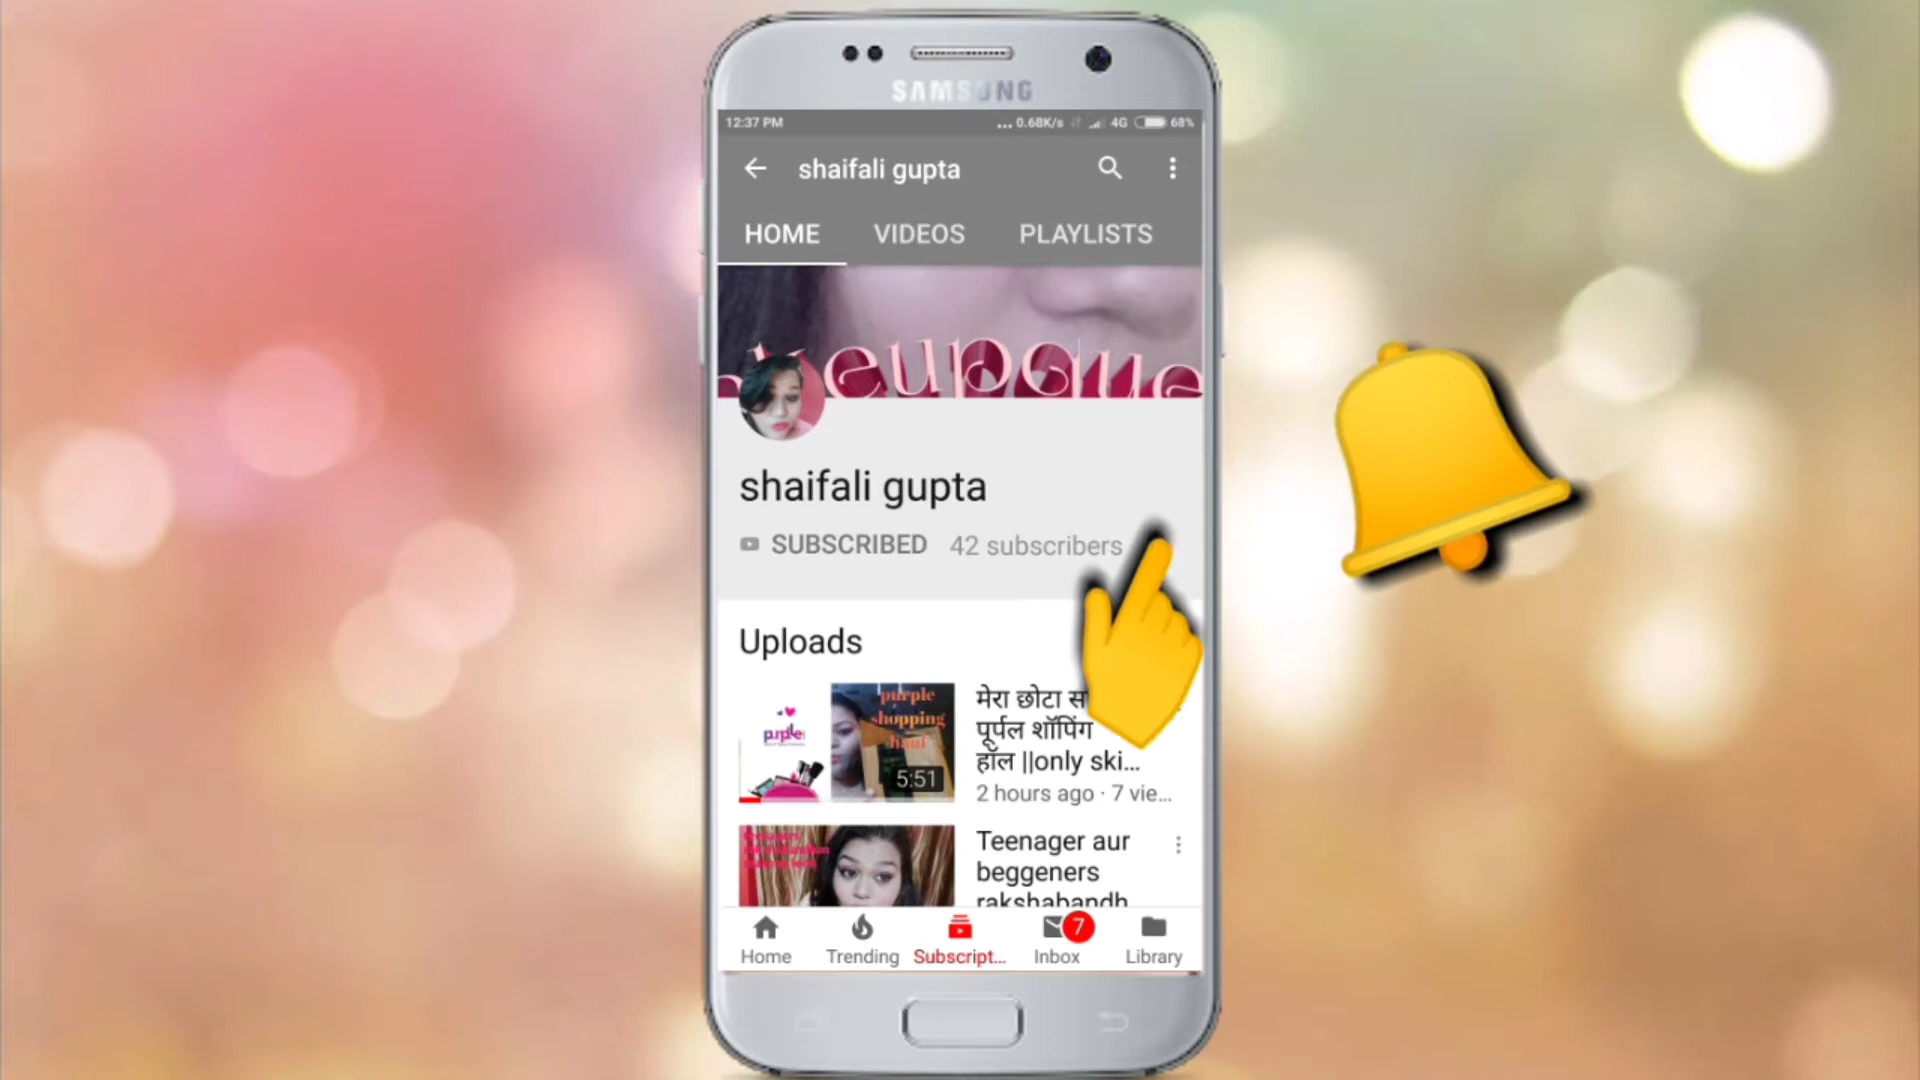 SAMSUNG
12:37 PM ... 0.68K/s 4G 68%
shaifali gupta
HOME VIDEOS PLAYLISTS
keupque
shaifali gupta
SUBSCRIBED 42 subscribers
Uploads
purple
shopping
haul
5:51
मेरा छोटा
पूर्पल शॉपिंग
हॉल ||only ski...
2 hours ago · 7 vie...
Teenager aur
beggeners
rakshabandh
7
Home Trending Subscript... Inbox Library